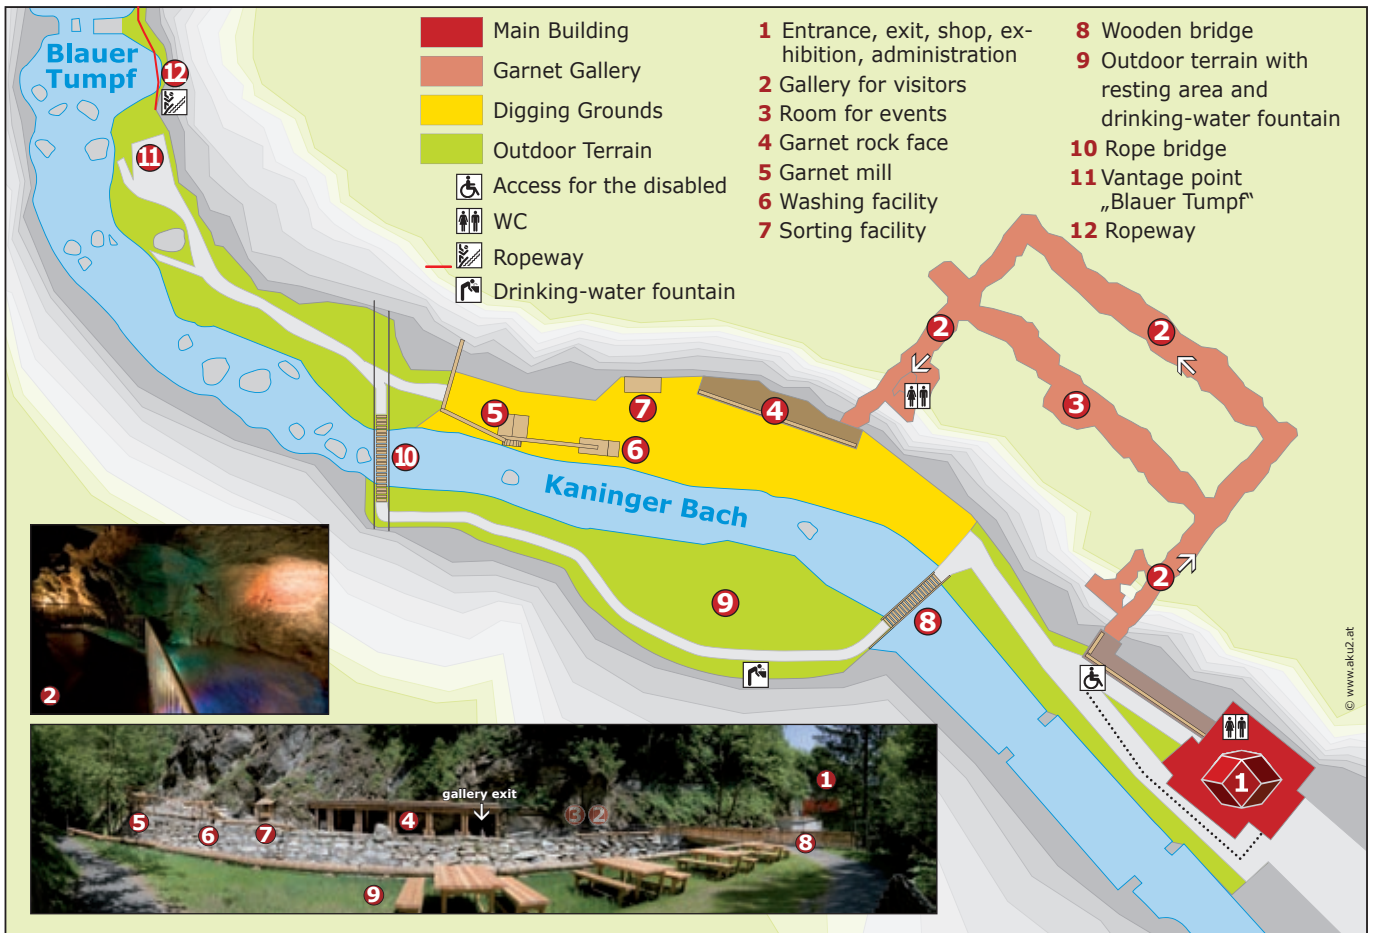 Blauer
Tumpf
Main Building
Garnet Gallery
Digging Grounds
Outdoor Terrain
Access for the disabled
WC
Ropeway
Drinking-water fountain
1 Entrance, exit, shop, ex-
hibition, administration
2 Gallery for visitors
3 Room for events
4 Garnet rock face
5 Garnet mill
6 Washing facility
7 Sorting facility
8 Wooden bridge
9 Outdoor terrain with
resting area and
drinking-water fountain
10 Rope bridge
11 Vantage point
„Blauer Tumpf“
12 Ropeway
12
11
2
2
3
7
4
5
6
10
Kaninger Bach
2
9
8
1
2
gallery exit
1
5
6
7
4
3
2
8
9
© www.aku2.at